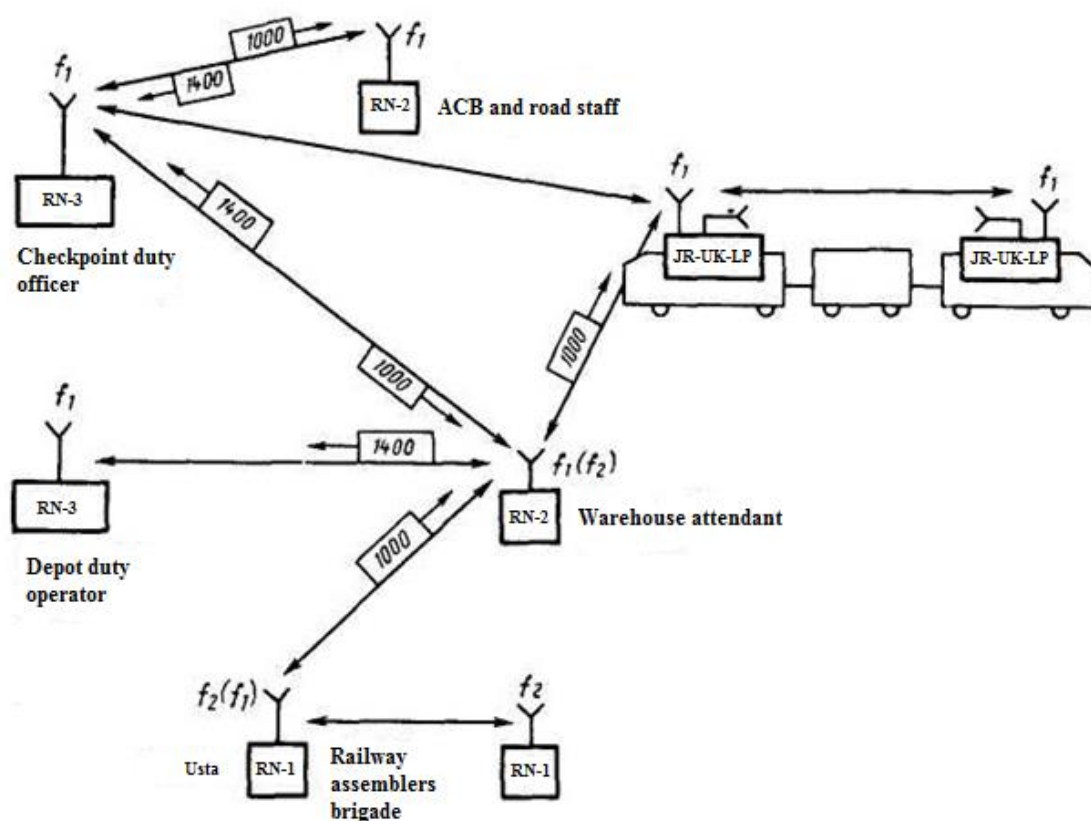 1000
1400
f1
RN-2
ACB and road staff
f1
RN-3
Checkpoint duty
officer
1400
1000
f1
JR-UK-LP
f1
JR-UK-LP
1000
f1
RN-3
Depot duty
operator
1400
f1(f2)
RN-2
Warehouse attendant
1000
f2(f1)
Usta
RN-1
Railway
assemblers
brigade
f2
RN-1